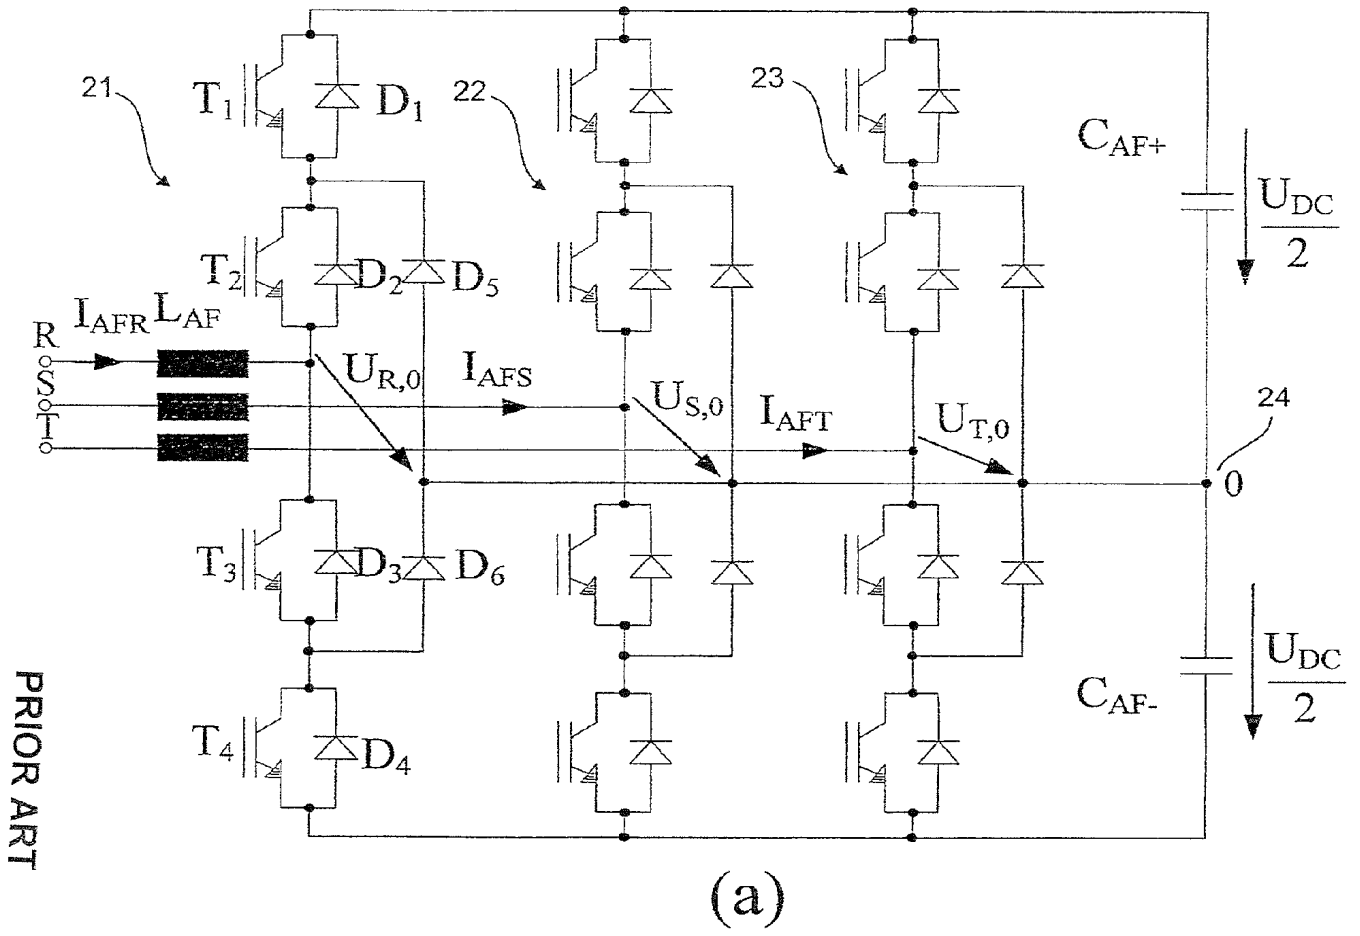 21
T1
D1
22
23
CAF+
UDC
2
T2
D2
D5
IAFR LAF
R
S
T
UR,0
IAFS
US,0
IAFT
UT,0
24
0
T3
D3
D6
UDC
2
CAF-
T4
D4
PRIOR ART
(a)